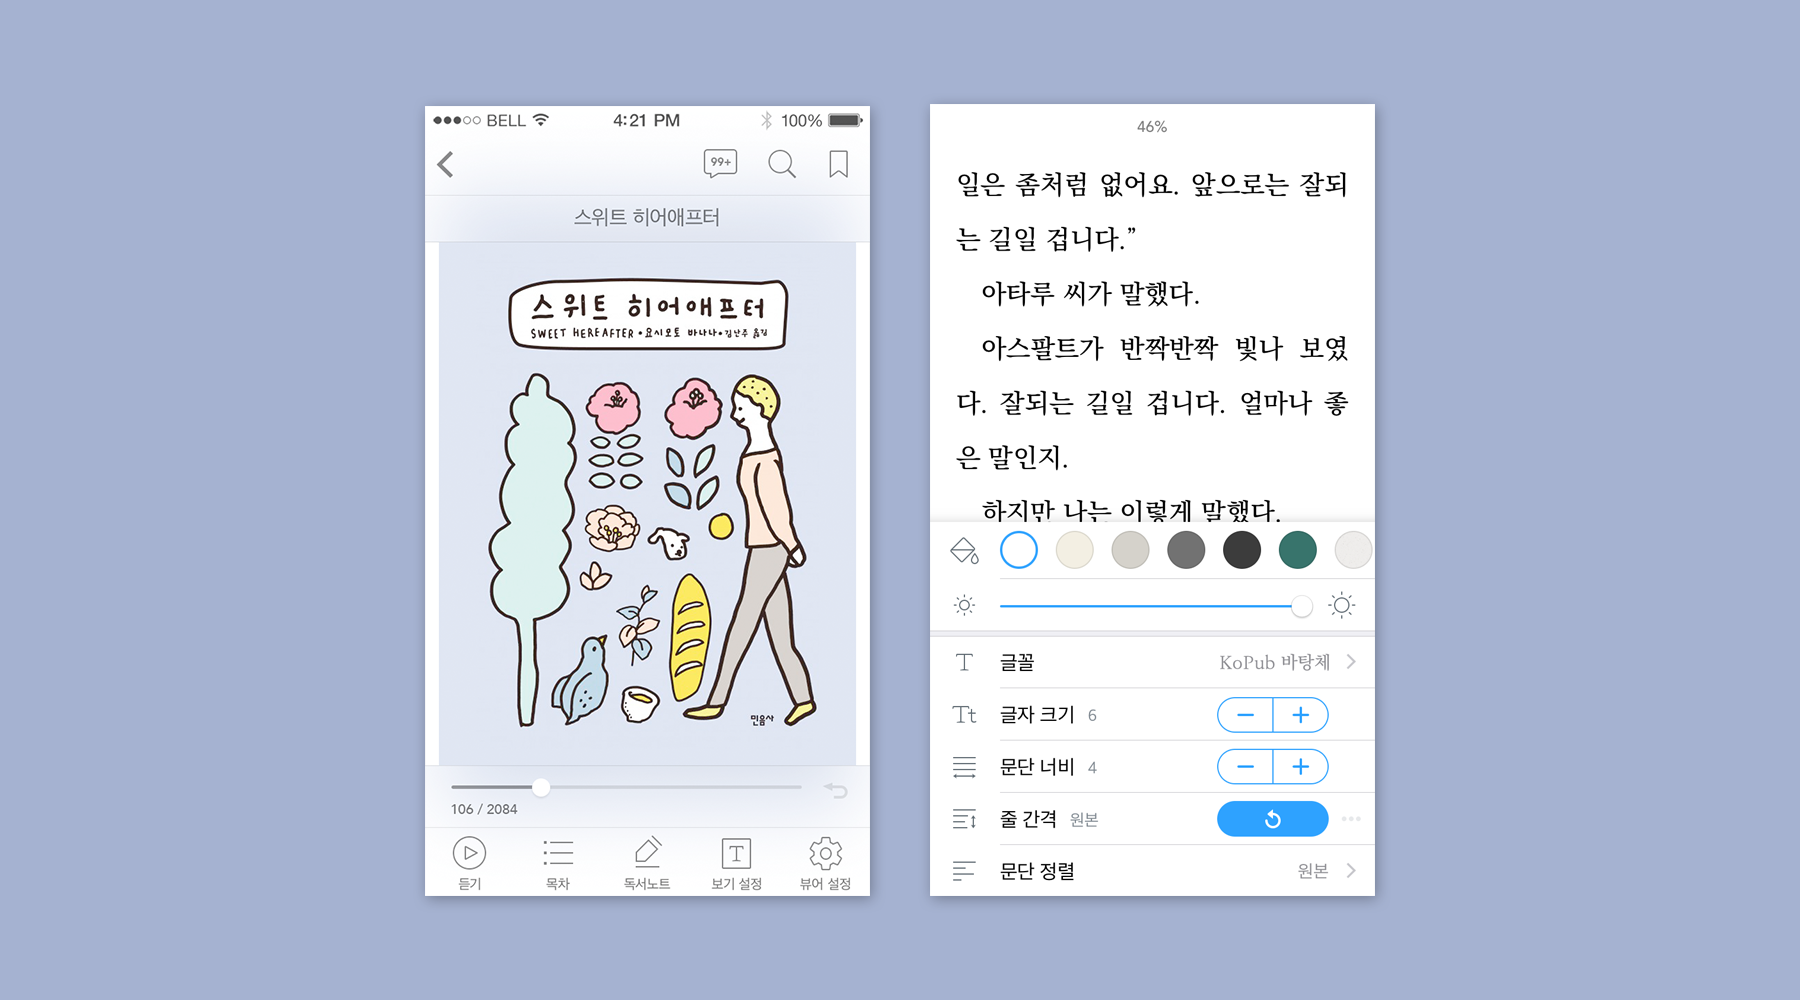 BELL 4:21 PM 100%
99+
스위트 히어애프터
스위트 히어애프터
SWEET HEREAFTER • 요시모토 바나나 • 김난주 옮김
민음사
106 / 2084
듣기 목차 독서노트 보기 설정 뷰어 설정
46%
일은 좀처럼 없어요. 앞으로는 잘되
는 길일 겁니다.”
아타루 씨가 말했다.
아스팔트가 반짝반짝 빛나 보였
다. 잘되는 길일 겁니다. 얼마나 좋
은 말인지.
하지만 나는 이렇게 말했다.
T 글꼴 KoPub 바탕체
Tt 글자 크기 6
문단 너비 4
줄 간격 원본
문단 정렬 원본